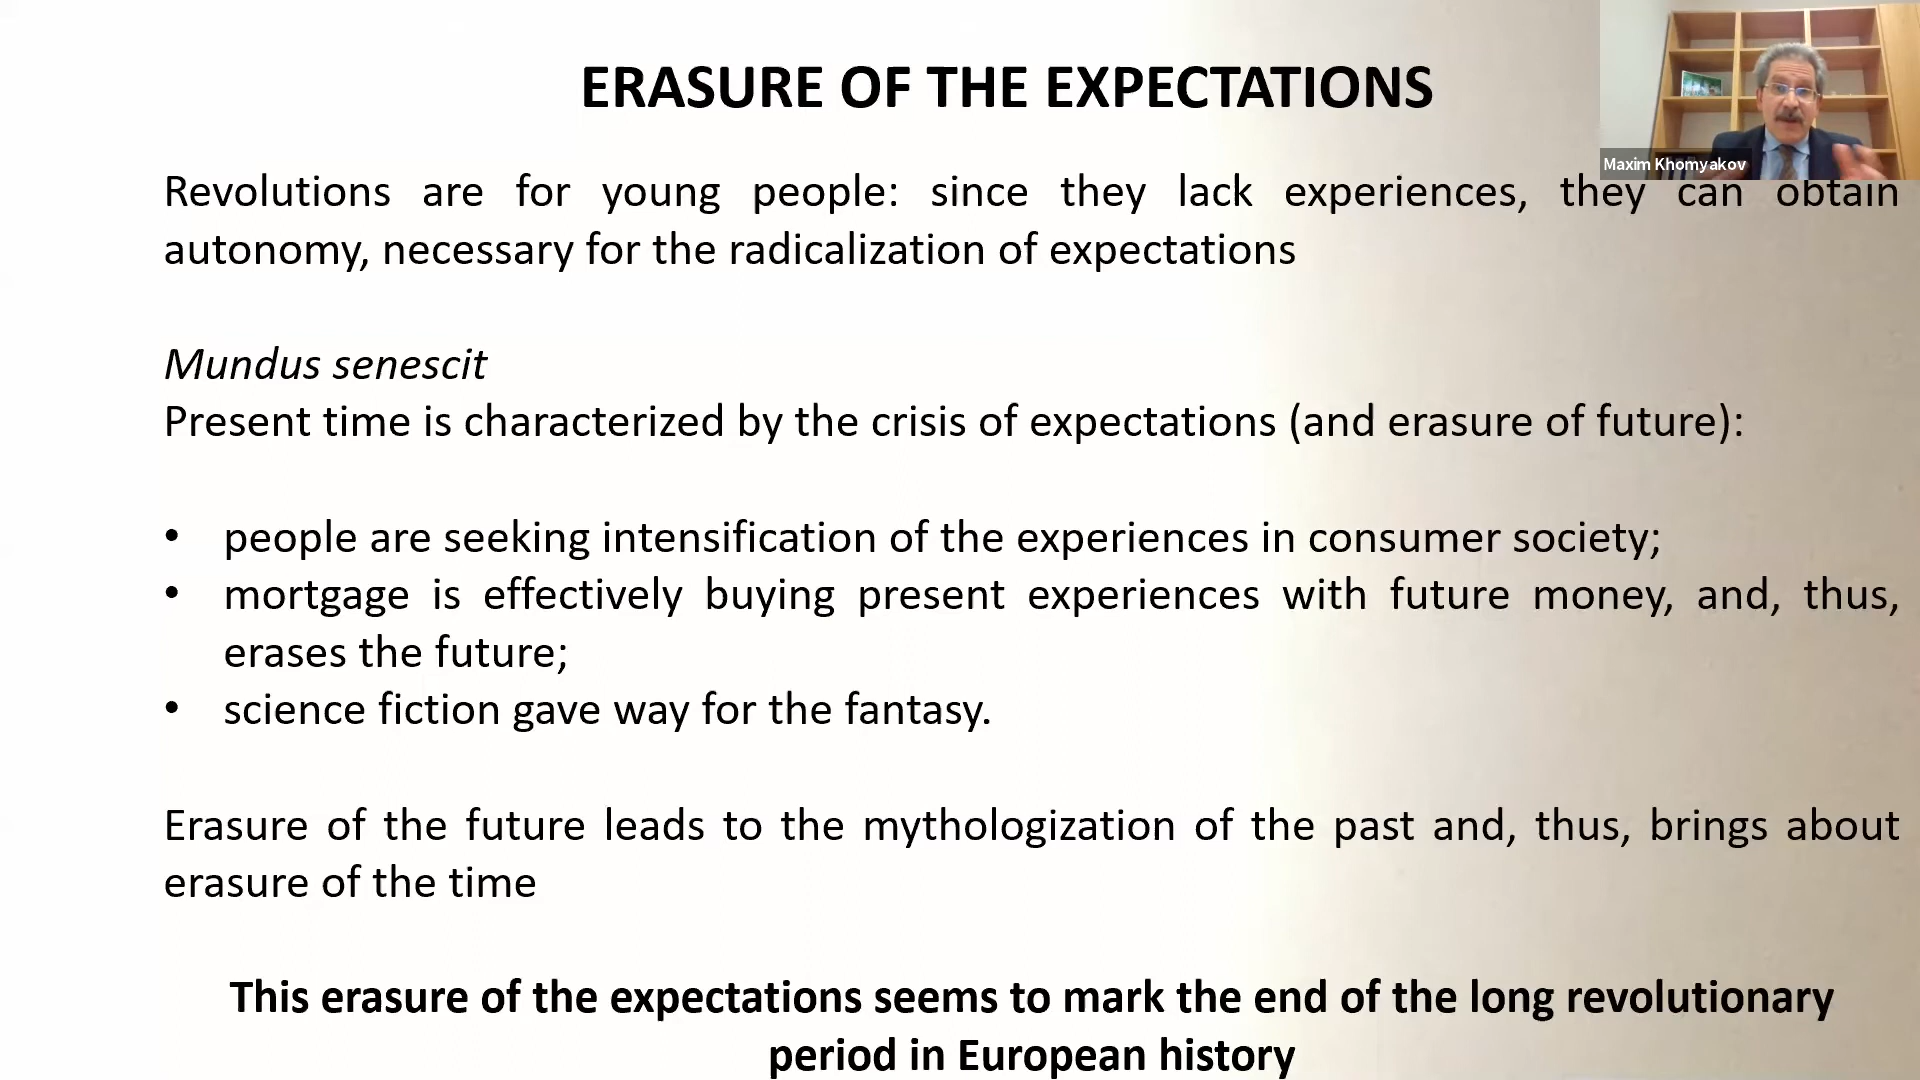 ERASURE OF THE EXPECTATIONS
Maxim Khomyakov
Revolutions are for young people: since they lack experiences, they can obtain
autonomy, necessary for the radicalization of expectations
Mundus senescit
Present time is characterized by the crisis of expectations (and erasure of future):
• people are seeking intensification of the experiences in consumer society;
• mortgage is effectively buying present experiences with future money, and, thus,
erases the future;
• science fiction gave way for the fantasy.
Erasure of the future leads to the mythologization of the past and, thus, brings about
erasure of the time
This erasure of the expectations seems to mark the end of the long revolutionary
period in European history